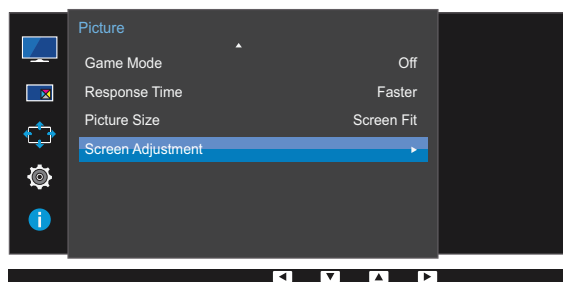 Picture
Game Mode Off
Response Time Faster
Picture Size Screen Fit
Screen Adjustment